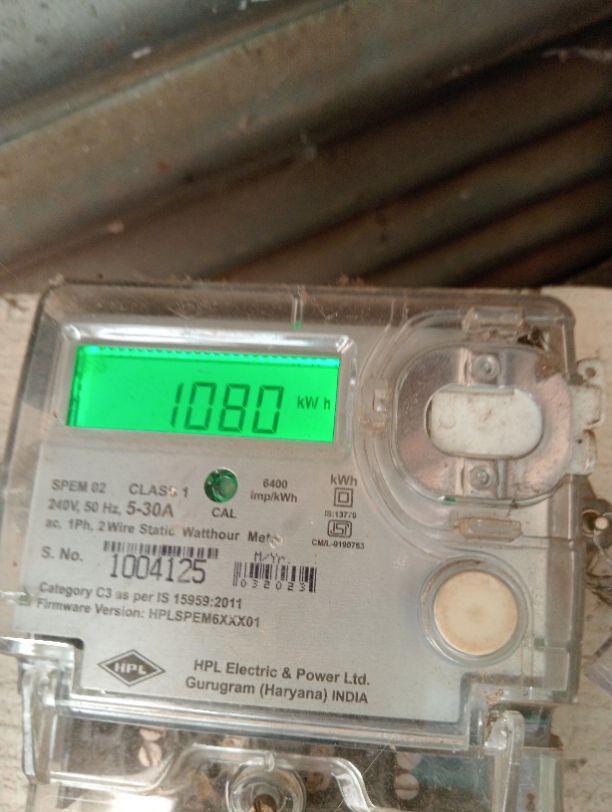 1080 kWh
SPEM 02 CLASS 1
240V, 50 Hz, 5-30A
ac, 1Ph, 2 Wire Static Watthour Meter
CAL
6400
imp/kWh
kWh
IS:13779
ISI
CM/L-9190763
S. No. 1004125
M/Yr.
032023
Category C3 as per IS 15959:2011
Firmware Version: HPLSPEM6XXX01
HPL
HPL Electric & Power Ltd.
Gurugram (Haryana) INDIA